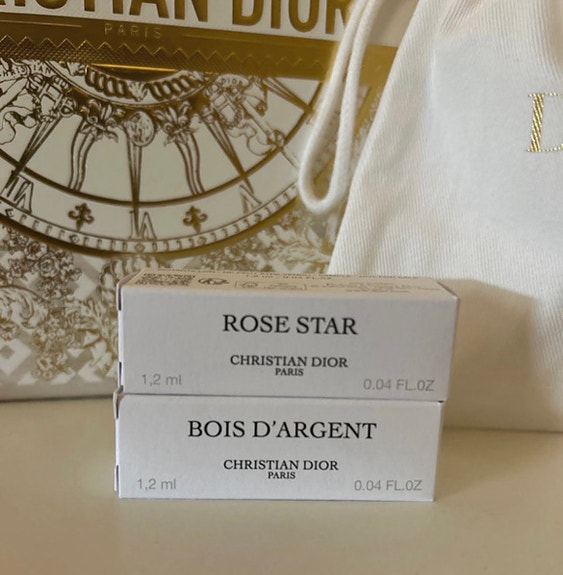 CHRISTIAN DIOR
PARIS
D
ROSE STAR
CHRISTIAN DIOR
PARIS
1,2 ml
0.04 FL.OZ
BOIS D'ARGENT
CHRISTIAN DIOR
PARIS
1,2 ml
0.04 FL.OZ